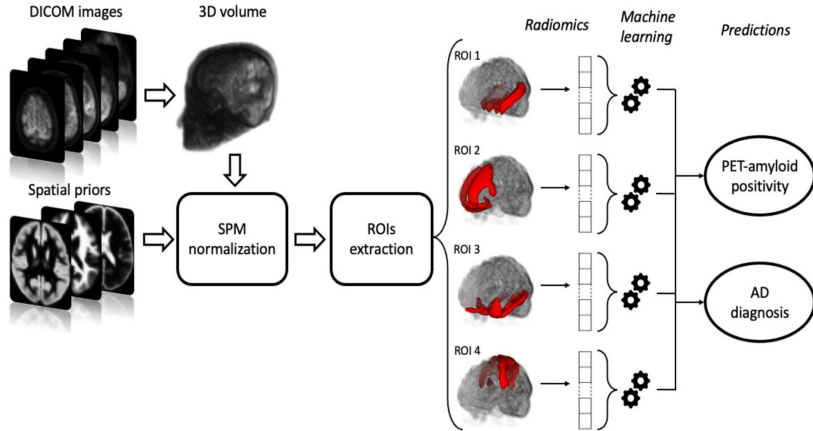 DICOM images
3D volume
Radiomics
Machine
learning
Predictions
ROI 1
ROI 2
PET-amyloid
positivity
Spatial priors
SPM
normalization
ROIs
extraction
ROI 3
AD
diagnosis
ROI 4